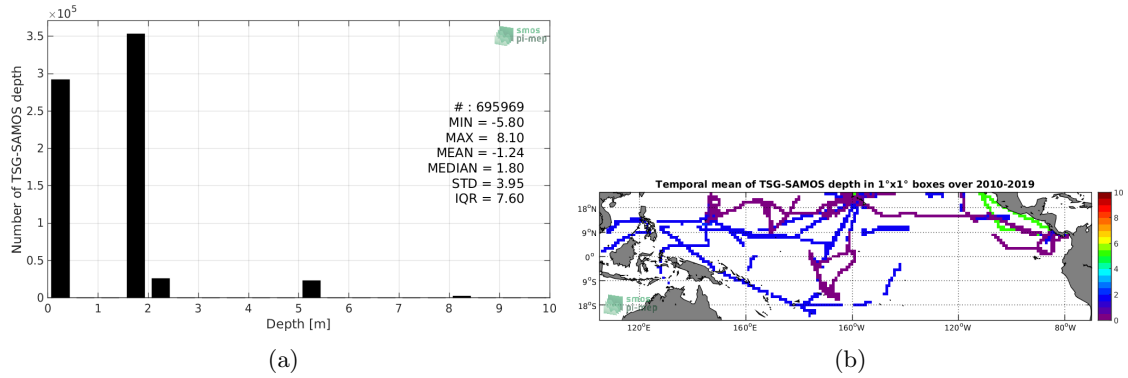 ×10⁵
3.5
3
2.5
2
1.5
1
0.5
0
0 1 2 3 4 5 6 7 8 9 10
Number of TSG-SAMOS depth
Depth [m]
smos
pi-mep
# : 695969
MIN = -5.80
MAX = 8.10
MEAN = -1.24
MEDIAN = 1.80
STD = 3.95
IQR = 7.60
(a)
Temporal mean of TSG-SAMOS depth in 1°x1° boxes over 2010-2019
18°N
9°N
0°
9°S
18°S
120°E 160°E 160°W 120°W 80°W
smos
pi-mep
10
8
6
4
2
0
(b)